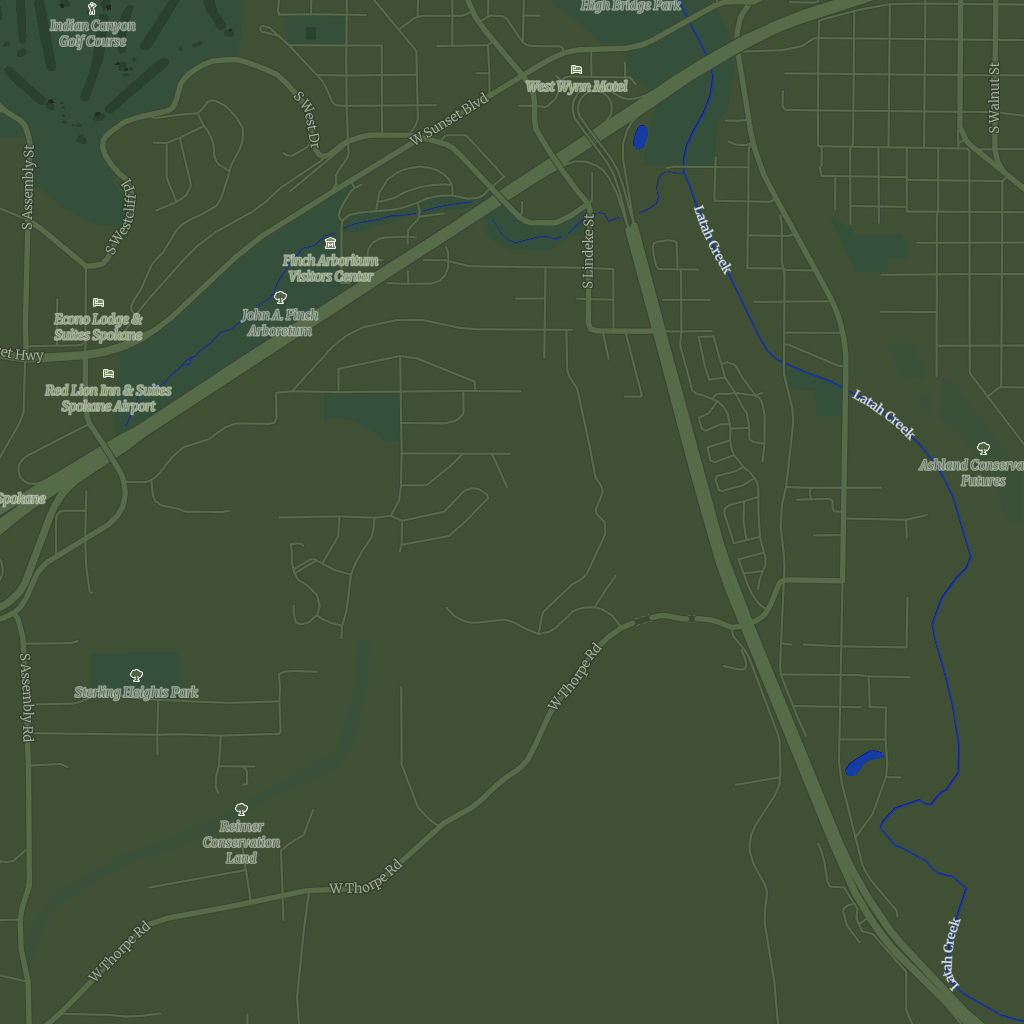 High Bridge Park
Indian Canyon
Golf Course
West Wynn Motel
S West Dr
W Sunset Blvd
S Walnut St
S Assembly St
S Westcliff Pl
Latah Creek
S Lindeke St
Finch Arboritum
Visitors Center
John A. Finch
Arboretum
Econo Lodge &
Suites Spokane
et Hwy
Red Lion Inn & Suites
Spokane Airport
Latah Creek
Ashland Conserva
Futures
Spokane
W Thorpe Rd
S Assembly Rd
Sterling Heights Park
Reimer
Conservation
Land
W Thorpe Rd
W Thorpe Rd
Latah Creek